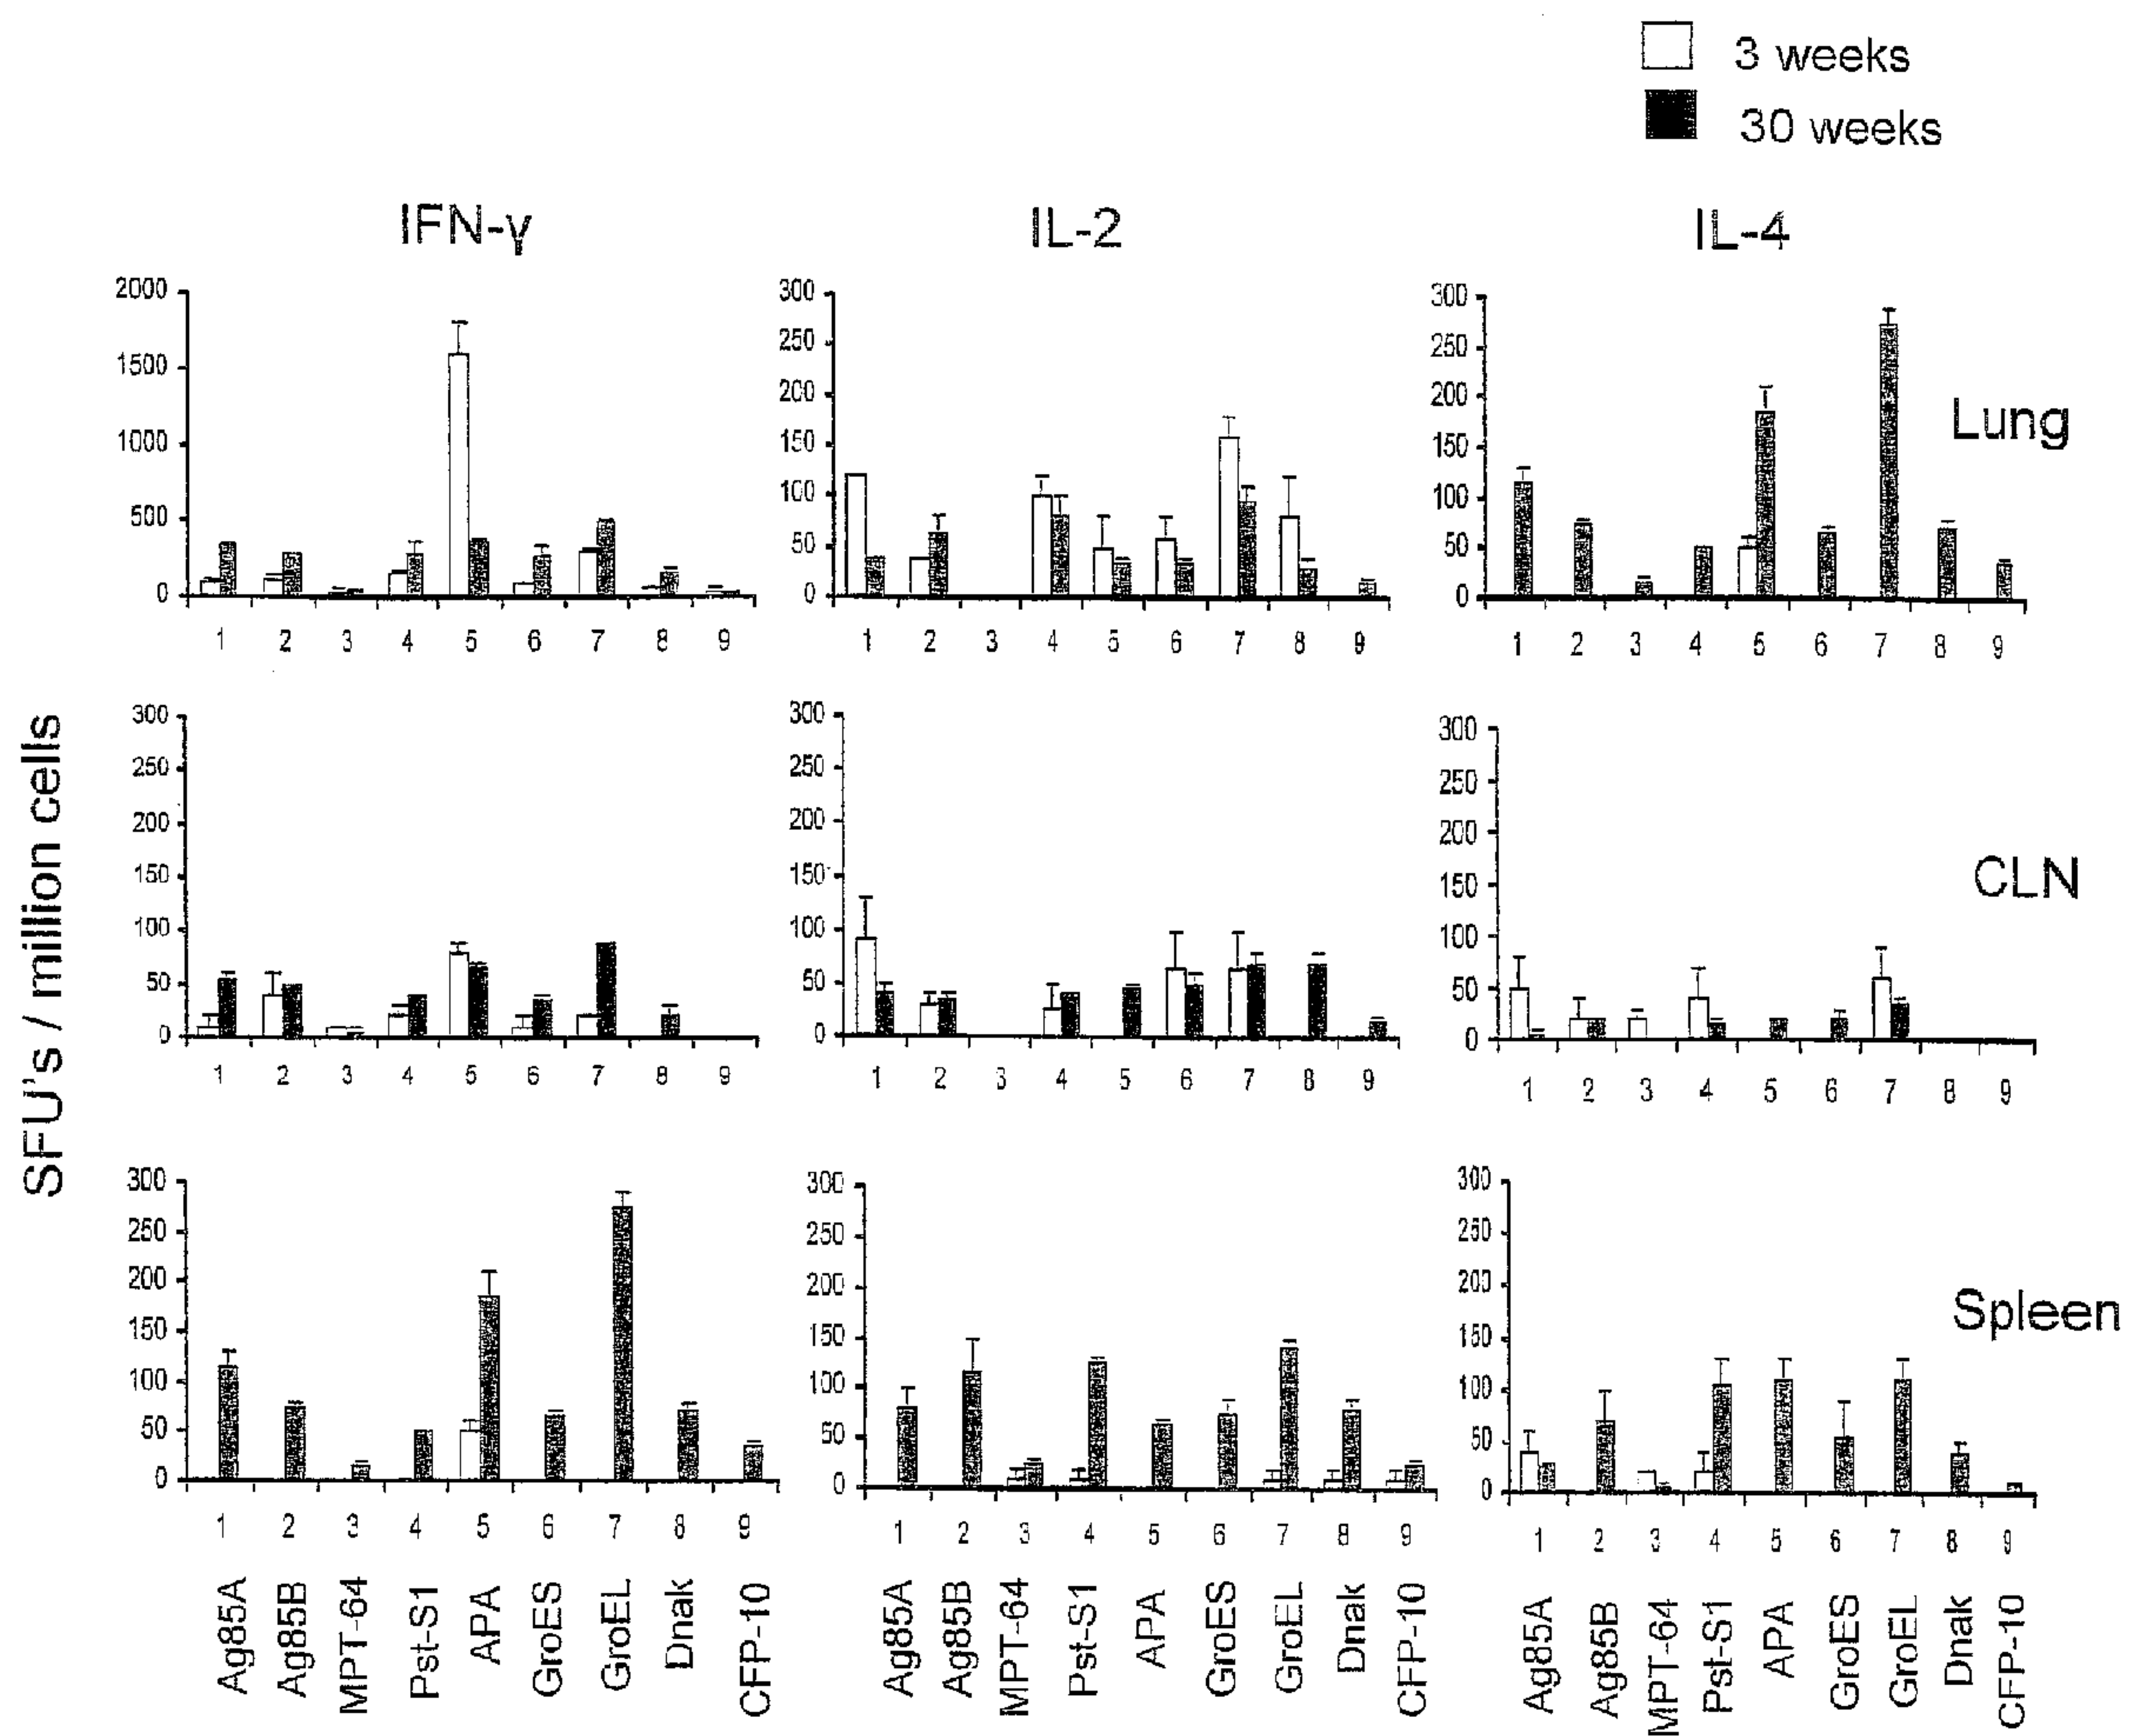 3 weeks
30 weeks
IFN-γ
IL-2
IL-4
2000
1500
1000
500
0
1 2 3 4 5 6 7 8 9
300
250
200
150
100
50
0
1 2 3 4 5 6 7 8 9
300
250
200
150
100
50
0
1 2 3 4 5 6 7 8 9
Lung
SFU's / million cells
300
250
200
150
100
50
0
1 2 3 4 5 6 7 8 9
300
250
200
150
100
50
0
1 2 3 4 5 6 7 8 9
300
250
200
150
100
50
0
1 2 3 4 5 6 7 8 9
CLN
300
250
200
150
100
50
0
1 2 3 4 5 6 7 8 9
Ag85A
Ag85B
MPT-64
Pst-S1
APA
GroES
GroEL
Dnak
CFP-10
300
250
200
150
100
50
0
1 2 3 4 5 6 7 8 9
Ag85A
Ag85B
MPT-64
Pst-S1
APA
GroES
GroEL
Dnak
CFP-10
300
250
200
150
100
50
0
1 2 3 4 5 6 7 8 9
Ag85A
Ag85B
MPT-64
Pst-S1
APA
GroES
GroEL
Dnak
CFP-10
Spleen